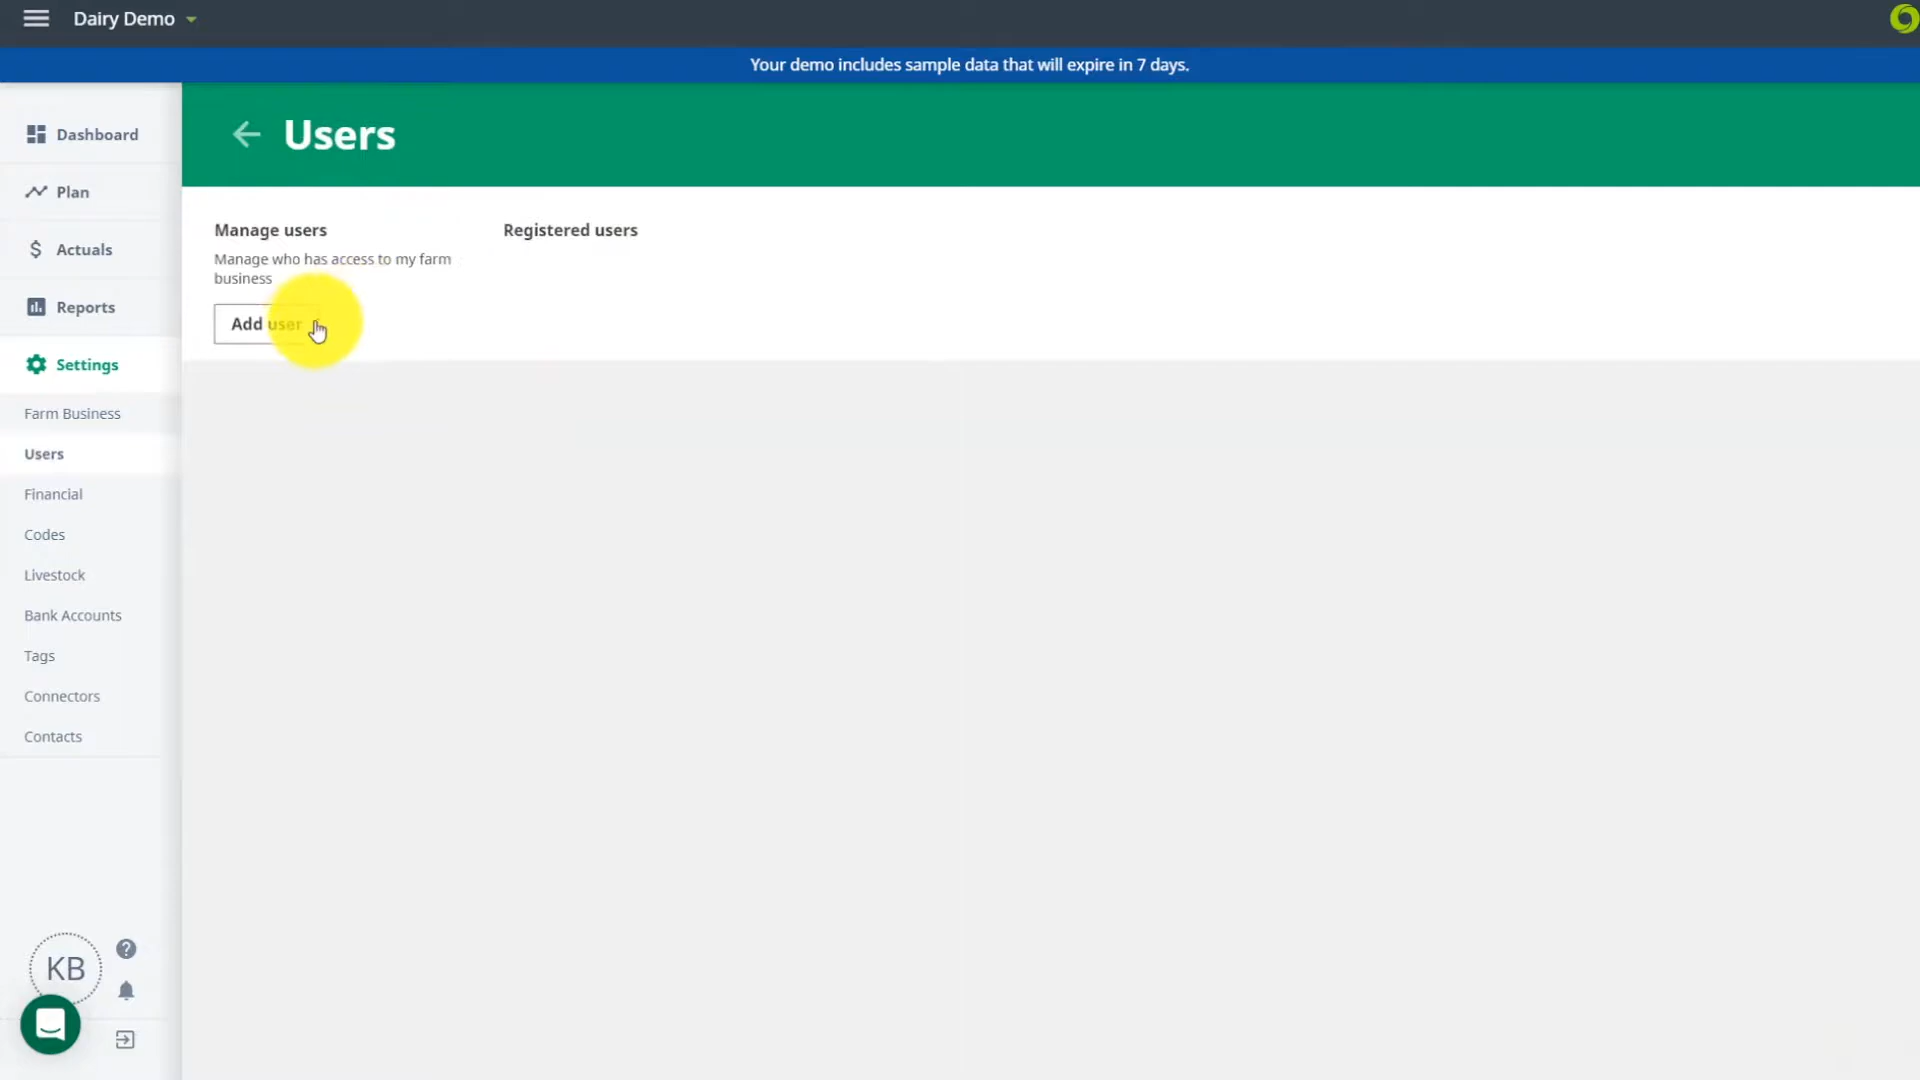 Dairy Demo
Your demo includes sample data that will expire in 7 days.
Dashboard
Plan
Actuals
Reports
Settings
Farm Business
Users
Financial
Codes
Livestock
Bank Accounts
Tags
Connectors
Contacts
KB
Users
Manage users
Manage who has access to my farm
business
Add user
Registered users